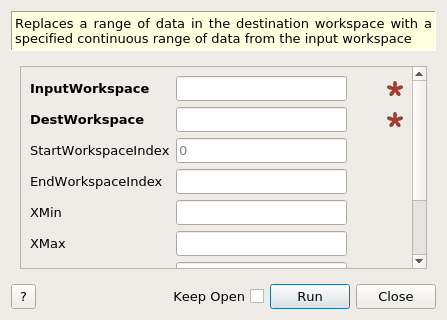 Replaces a range of data in the destination workspace with a
specified continuous range of data from the input workspace
InputWorkspace *
DestWorkspace *
StartWorkspaceIndex 0
EndWorkspaceIndex
XMin
XMax
? Keep Open Run Close